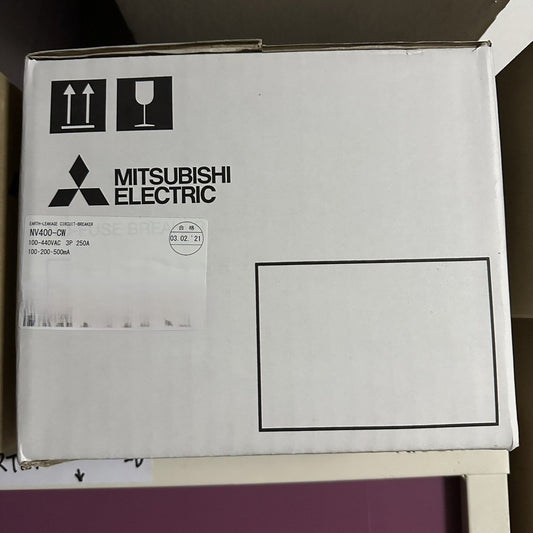 MITSUBISHI
ELECTRIC
EARTH-LEAKAGE CIRCUIT-BREAKER
NV400-CW
100-440VAC 3P 250A
100-200-500mA
合格
03.02.'21